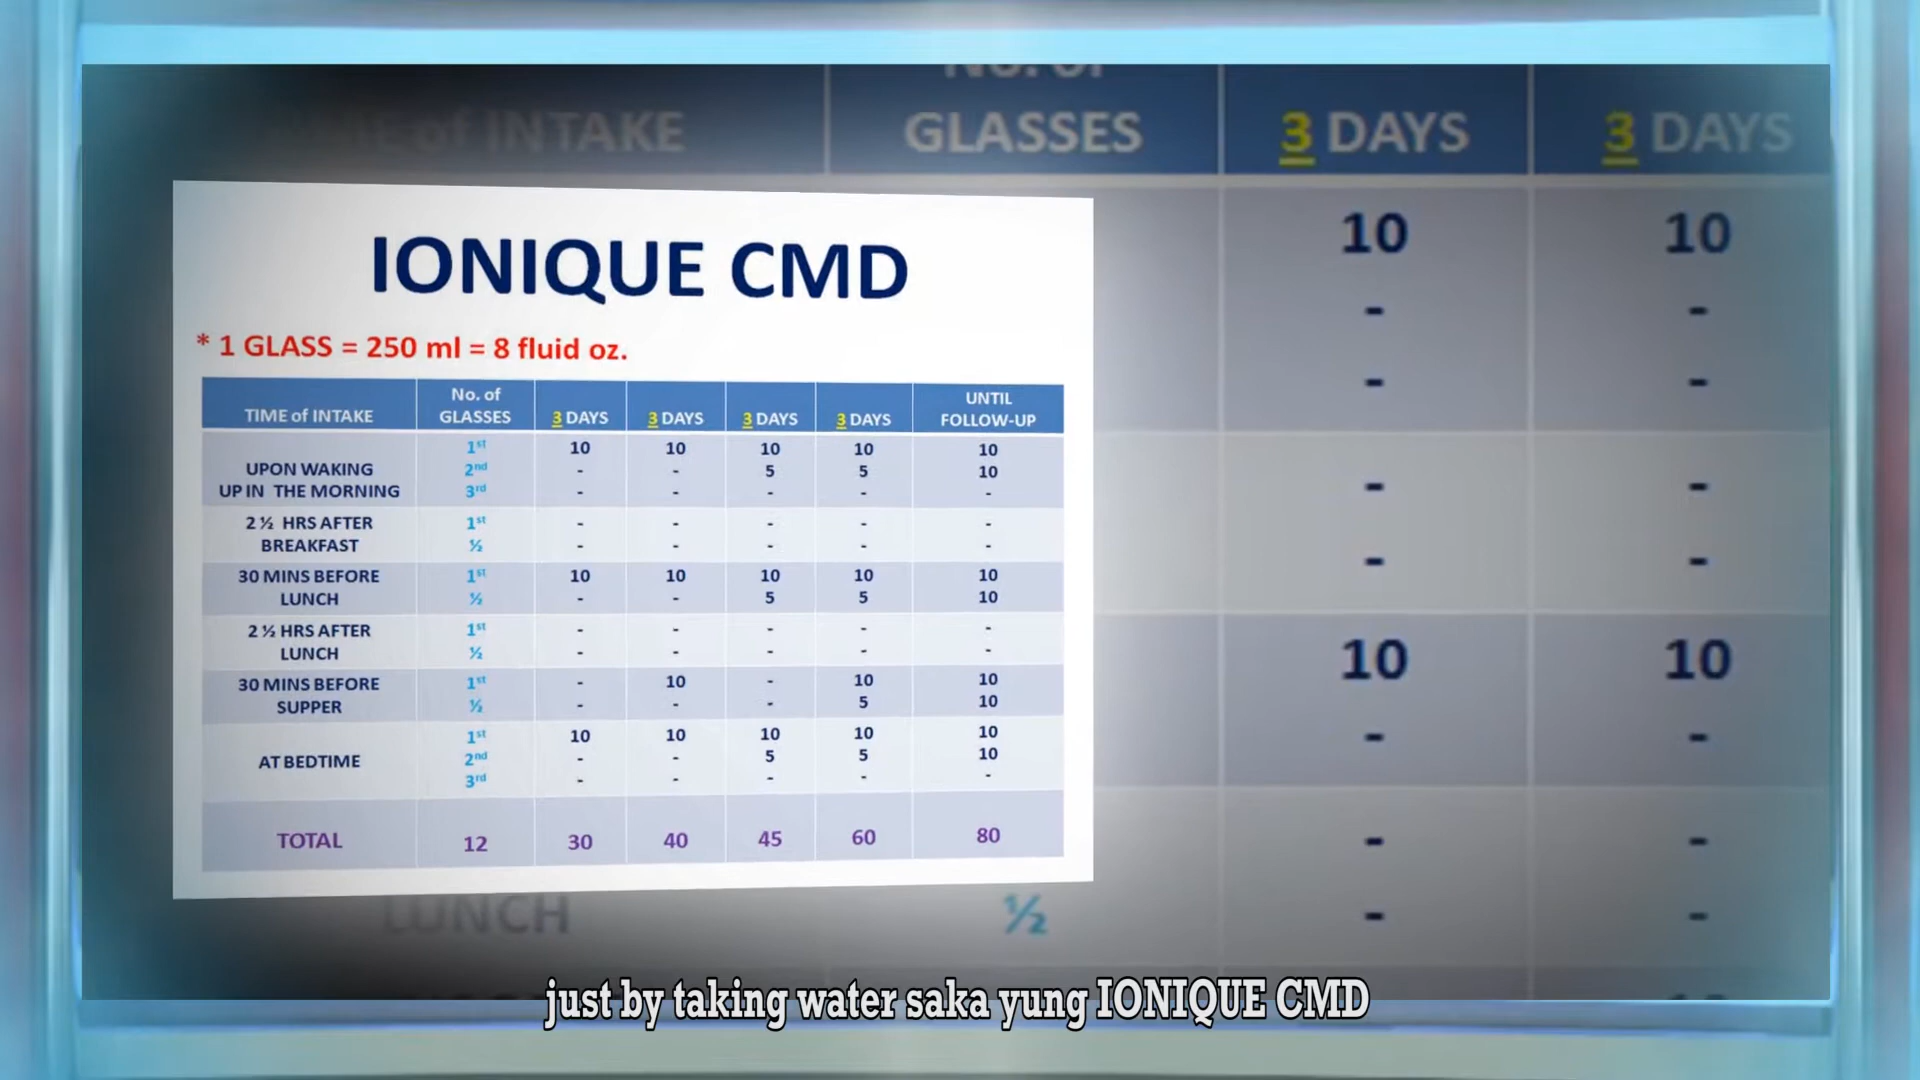 No. of
TIME of INTAKE GLASSES 3 DAYS 3 DAYS
10 10
- -
- -
- -
- -
10 10
- -
- -
LUNCH ½ - -
IONIQUE CMD
* 1 GLASS = 250 ml = 8 fluid oz.
TIME of INTAKE No. of GLASSES 3 DAYS 3 DAYS 3 DAYS 3 DAYS UNTIL FOLLOW-UP
UPON WAKING UP IN THE MORNING
1st 10 10 10 10 10
2nd - - 5 5 10
3rd - - - - -
2 ½ HRS AFTER BREAKFAST
1st - - - - -
½ - - - - -
30 MINS BEFORE LUNCH
1st 10 10 10 10 10
½ - - 5 5 10
2 ½ HRS AFTER LUNCH
1st - - - - -
½ - - - - -
30 MINS BEFORE SUPPER
1st - 10 - 10 10
½ - - - 5 10
AT BEDTIME
1st 10 10 10 10 10
2nd - - 5 5 10
3rd - - - - -
TOTAL 12 30 40 45 60 80
just by taking water saka yung IONIQUE CMD